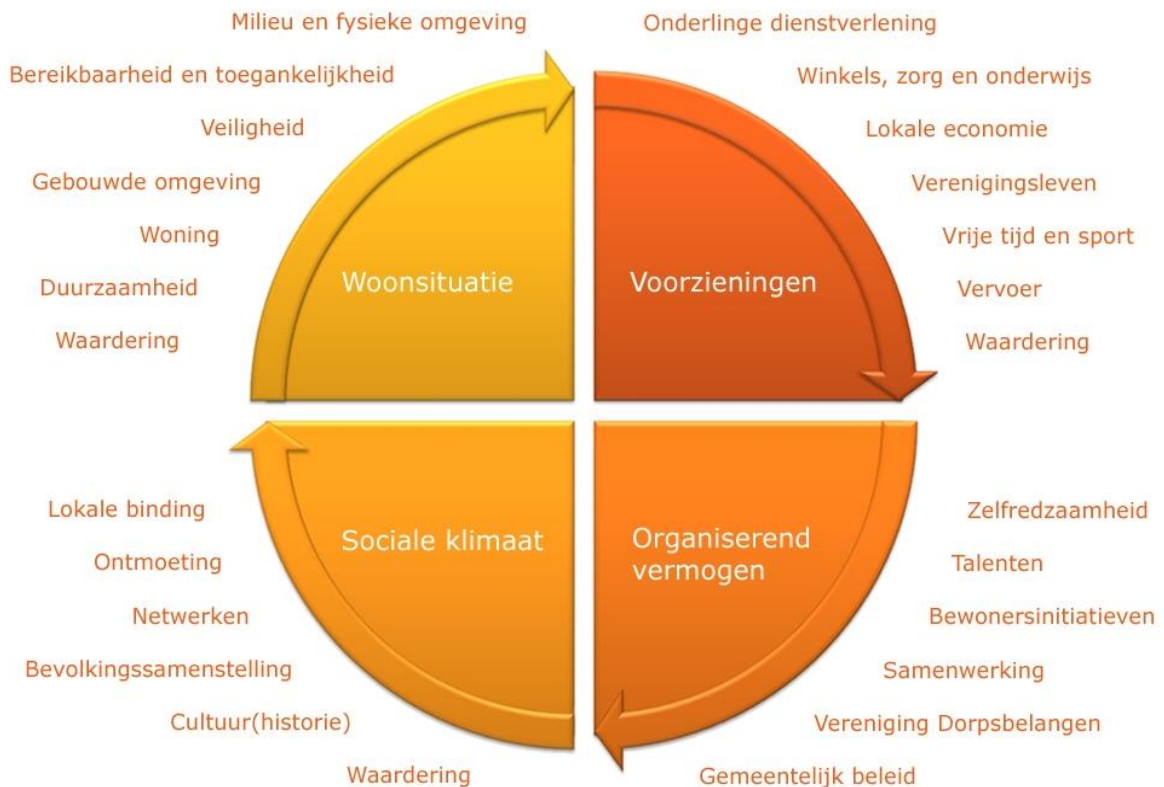 Milieu en fysieke omgeving
Bereikbaarheid en toegankelijkheid
Veiligheid
Gebouwde omgeving
Woning
Duurzaamheid
Waardering
Woonsituatie
Onderlinge dienstverlening
Winkels, zorg en onderwijs
Lokale economie
Verenigingsleven
Vrije tijd en sport
Vervoer
Waardering
Voorzieningen
Lokale binding
Ontmoeting
Netwerken
Bevolkingssamenstelling
Cultuur(historie)
Waardering
Sociale klimaat
Organiserend
vermogen
Zelfredzaamheid
Talenten
Bewonersinitiatieven
Samenwerking
Vereniging Dorpsbelangen
Gemeentelijk beleid